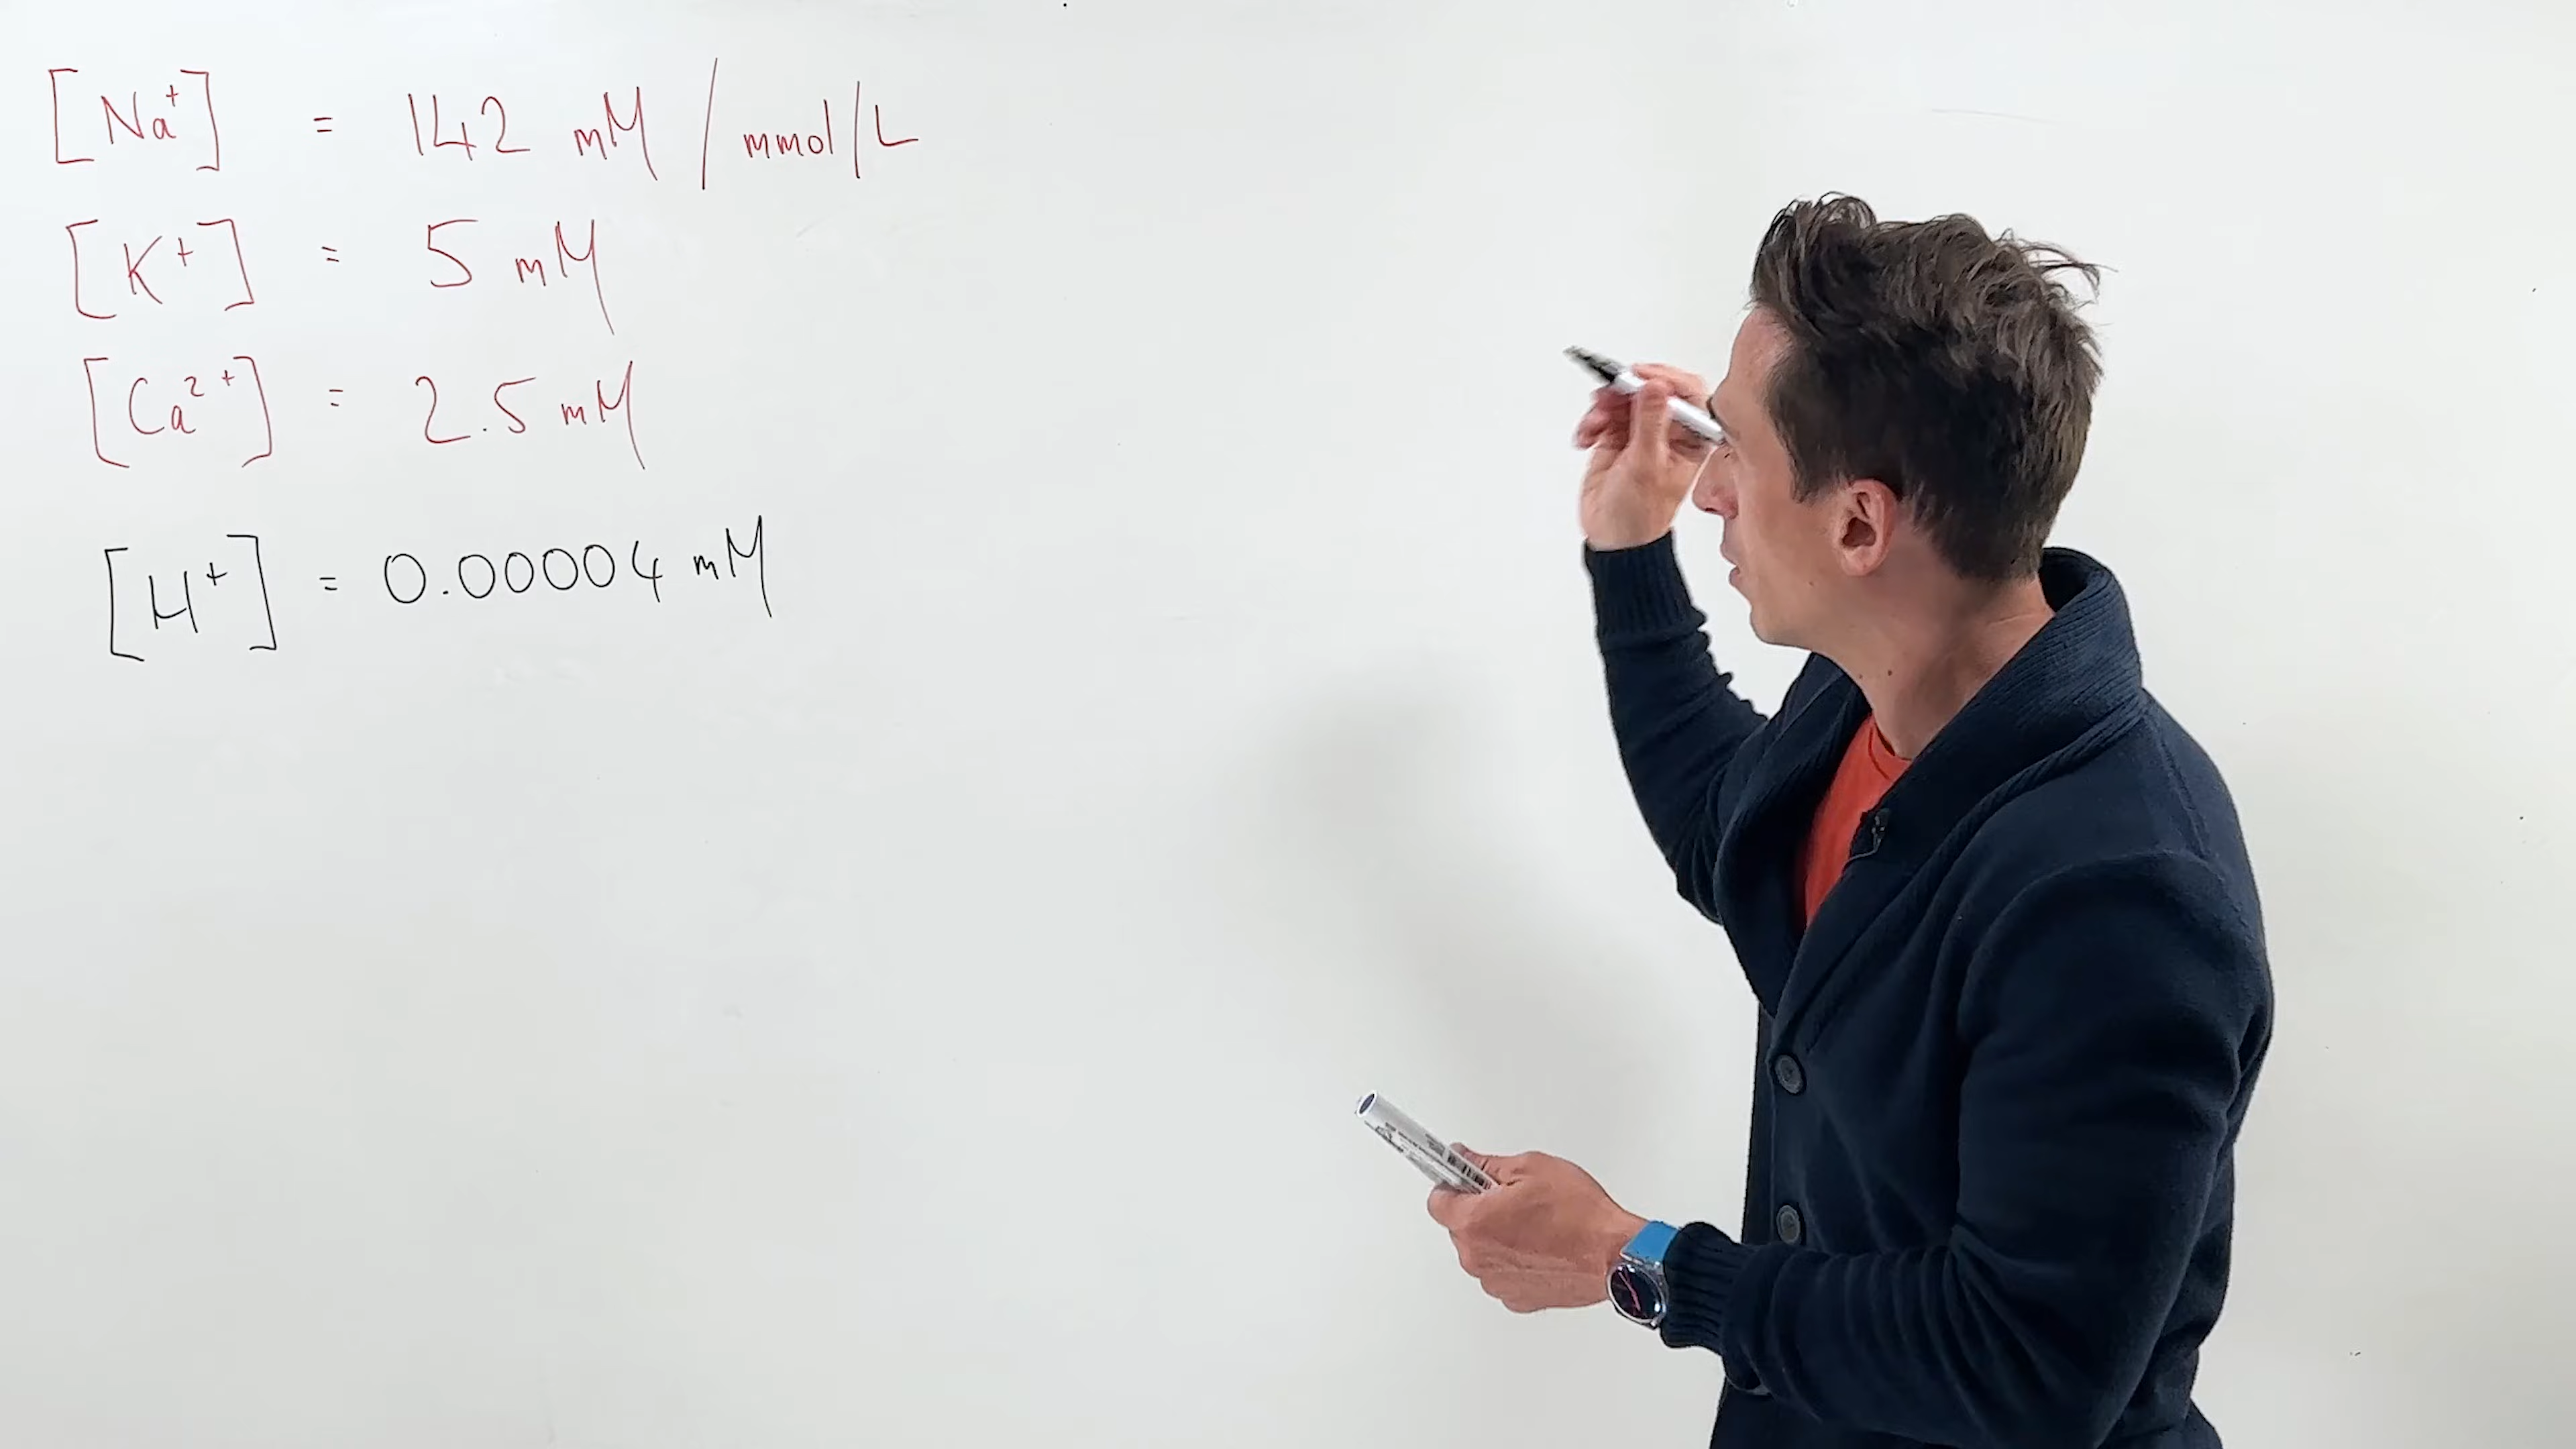 [Na⁺] = 142 mM / mmol/L
[K⁺] = 5 mM
[Ca²⁺] = 2.5 mM
[H⁺] = 0.00004 mM